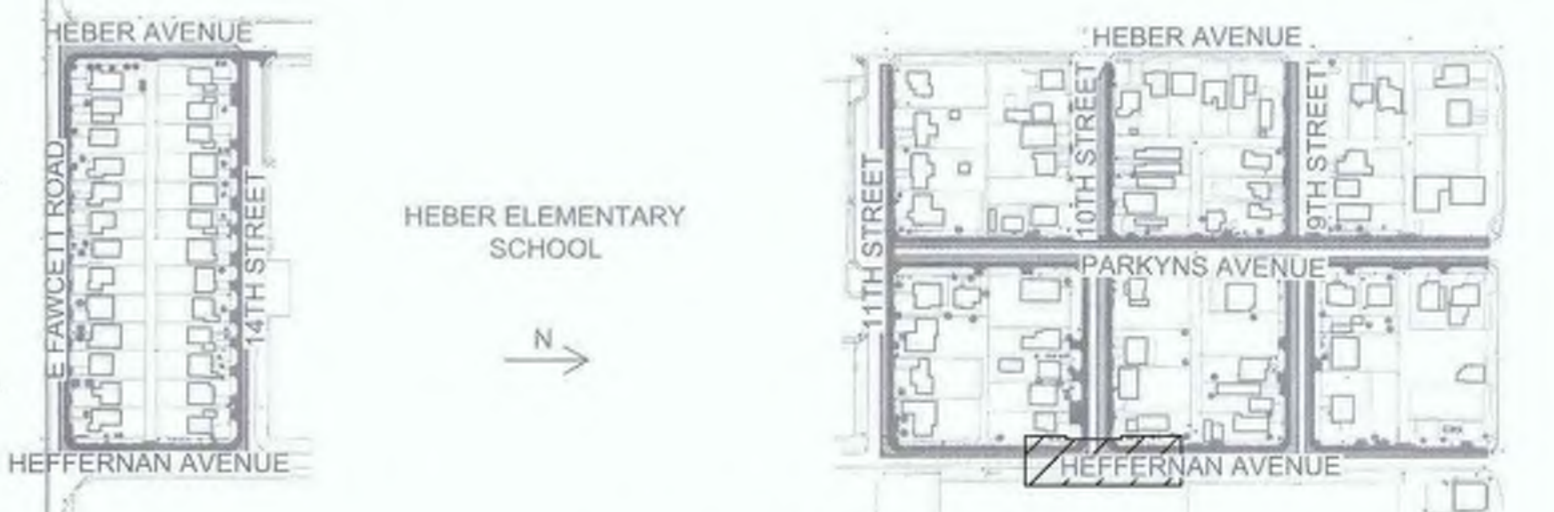 HEBER AVENUE
E FAWCETT ROAD
14TH STREET
HEFFERNAN AVENUE
HEBER ELEMENTARY
SCHOOL
N
HEBER AVENUE
11TH STREET
10TH STREET
9TH STREET
PARKYNS AVENUE
HEFFERNAN AVENUE